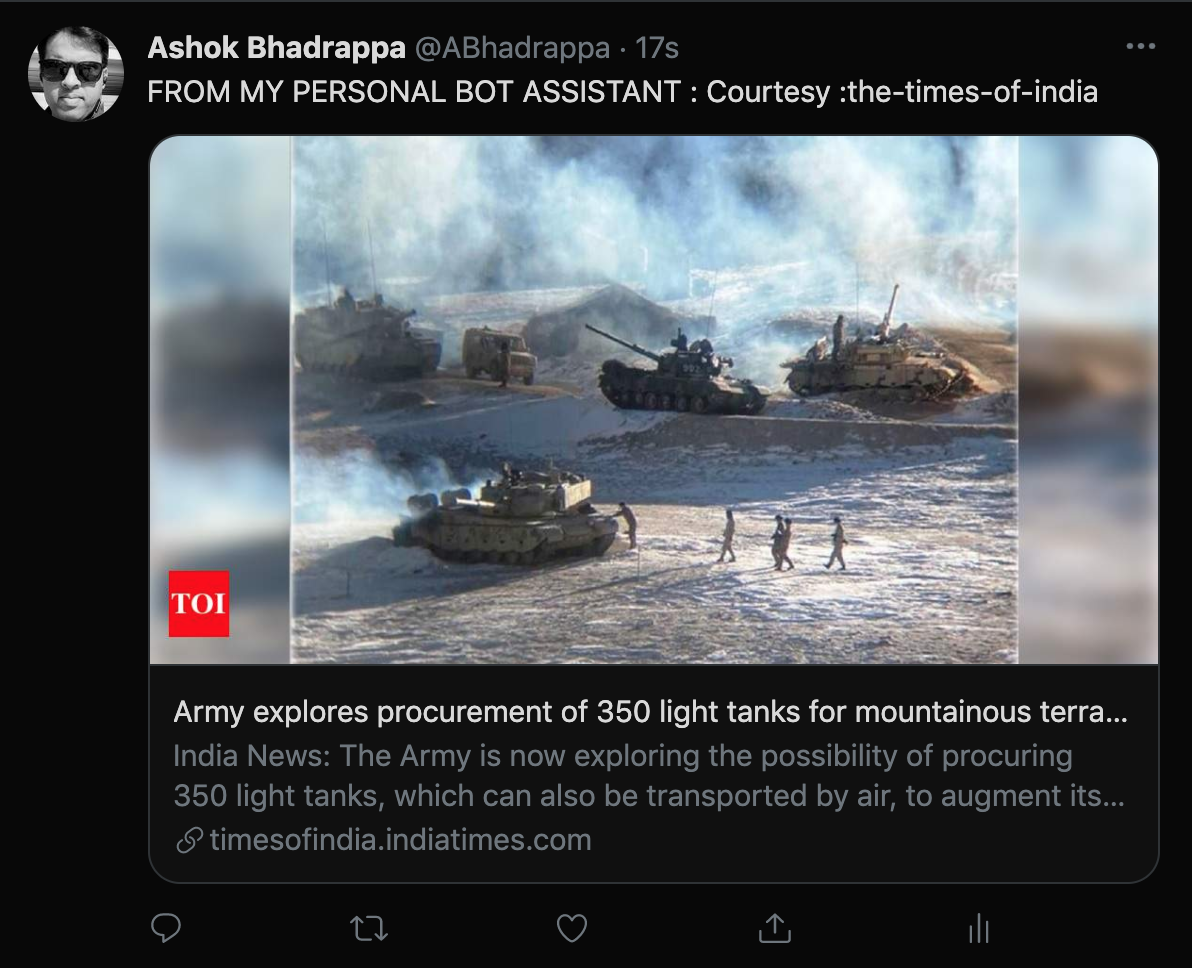 Ashok Bhadrappa @ABhadrappa · 17s
FROM MY PERSONAL BOT ASSISTANT : Courtesy :the-times-of-india
TOI
Army explores procurement of 350 light tanks for mountainous terra...
India News: The Army is now exploring the possibility of procuring
350 light tanks, which can also be transported by air, to augment its...
timesofindia.indiatimes.com